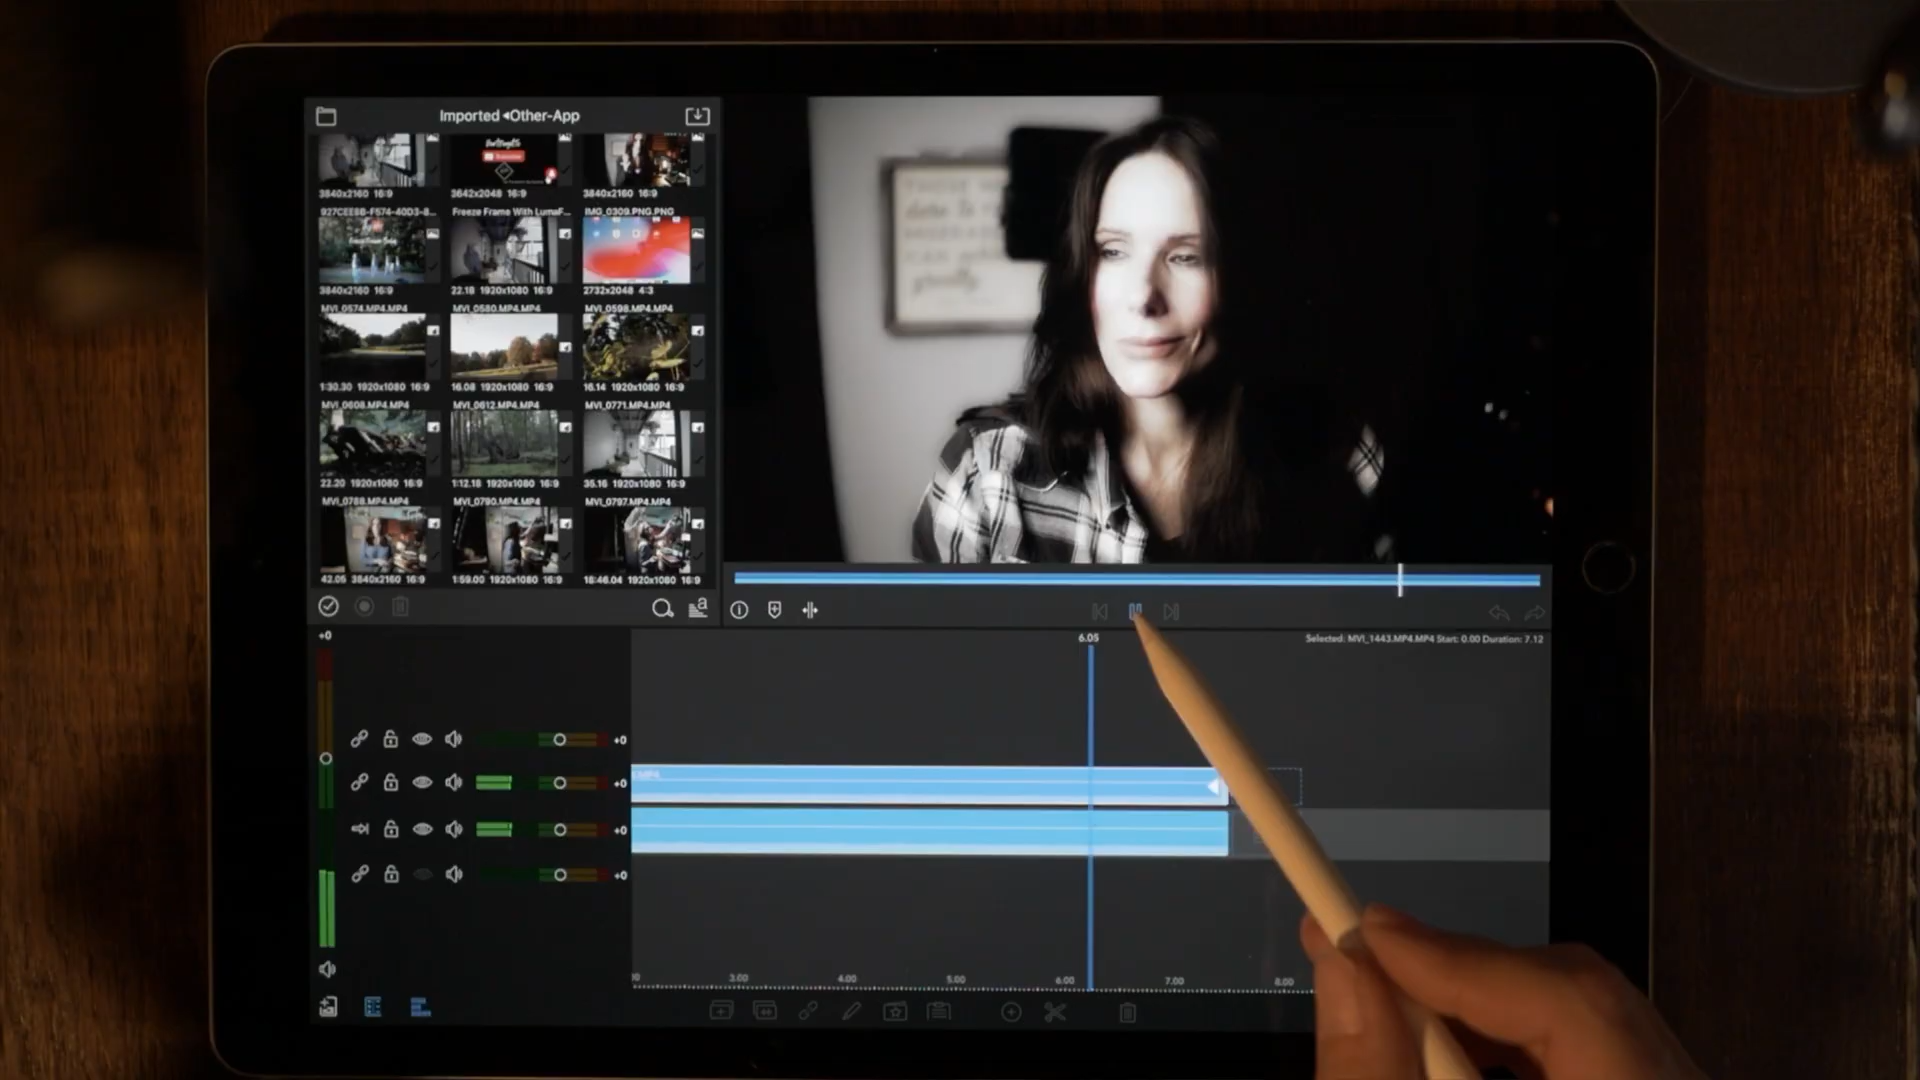 Imported ◂Other-App
3840x2160 16:9
3642x2048 16:9
3840x2160 16:9
927CEE8B-F574-40D3-8...
Freeze Frame With LumaF...
IMG_0309.PNG.PNG
3840x2160 16:9
22.18 1920x1080 16:9
2732x2048 4:3
MVI_0574.MP4.MP4
MVI_0580.MP4.MP4
MVI_0598.MP4.MP4
1:30.30 1920x1080 16:9
16.08 1920x1080 16:9
16.14 1920x1080 16:9
MVI_0608.MP4.MP4
MVI_0612.MP4.MP4
MVI_0771.MP4.MP4
22.20 1920x1080 16:9
1:12.18 1920x1080 16:9
35.16 1920x1080 16:9
MVI_0788.MP4.MP4
MVI_0790.MP4.MP4
MVI_0797.MP4.MP4
42.05 3840x2160 16:9
1:59.00 1920x1080 16:9
18:46.04 1920x1080 16:9
+0
6.05
Selected: MVI_1443.MP4.MP4 Start: 0.00 Duration: 7.12
+0
+0
+0
+0
3.00
4.00
5.00
6.00
7.00
8.00